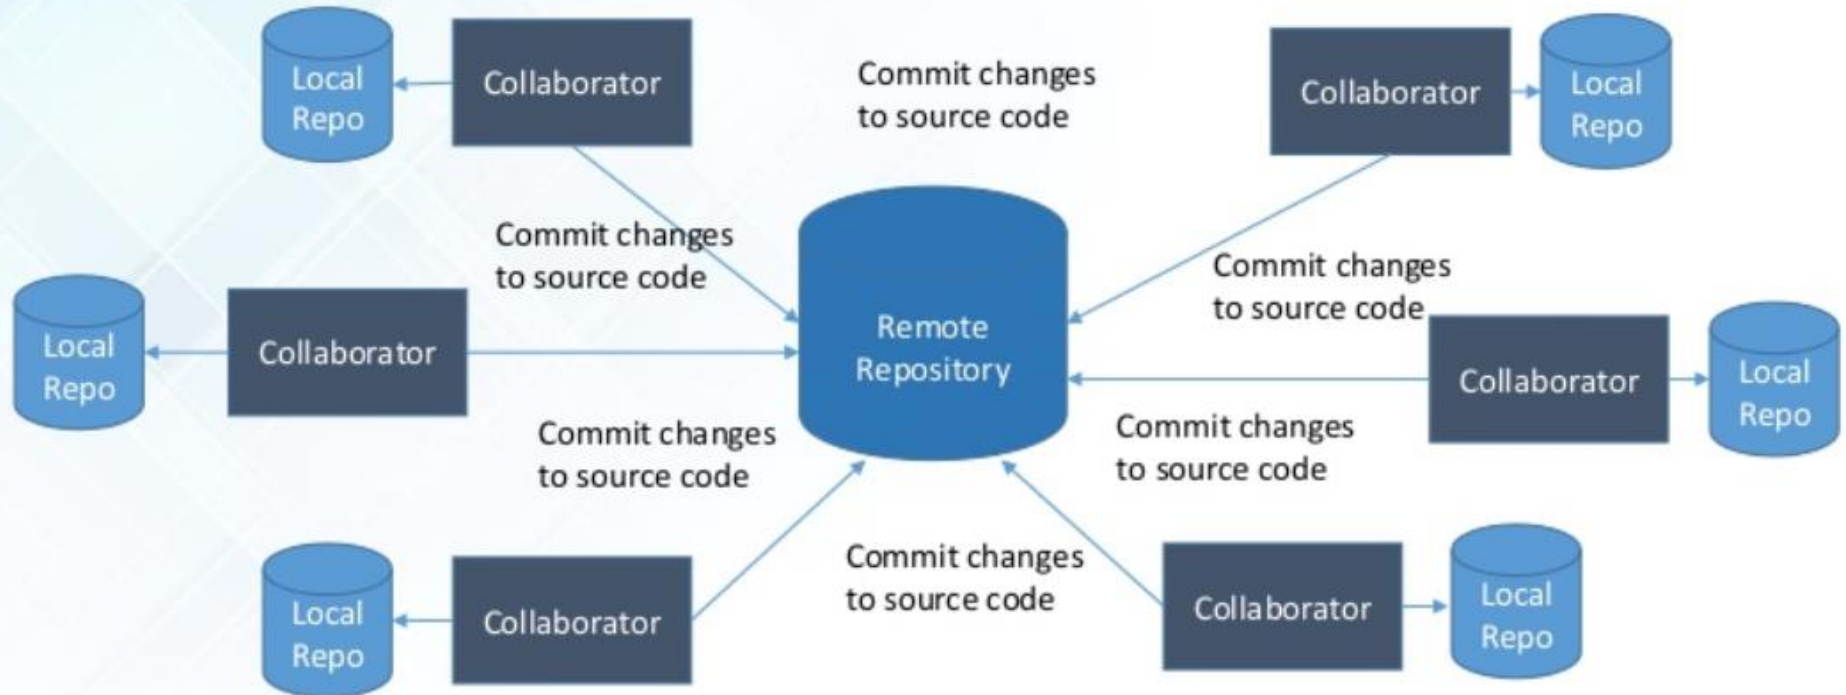 Local
Repo
Collaborator
Commit changes
to source code
Collaborator
Local
Repo
Commit changes
to source code
Commit changes
to source code
Local
Repo
Collaborator
Remote
Repository
Collaborator
Local
Repo
Commit changes
to source code
Commit changes
to source code
Local
Repo
Collaborator
Commit changes
to source code
Collaborator
Local
Repo